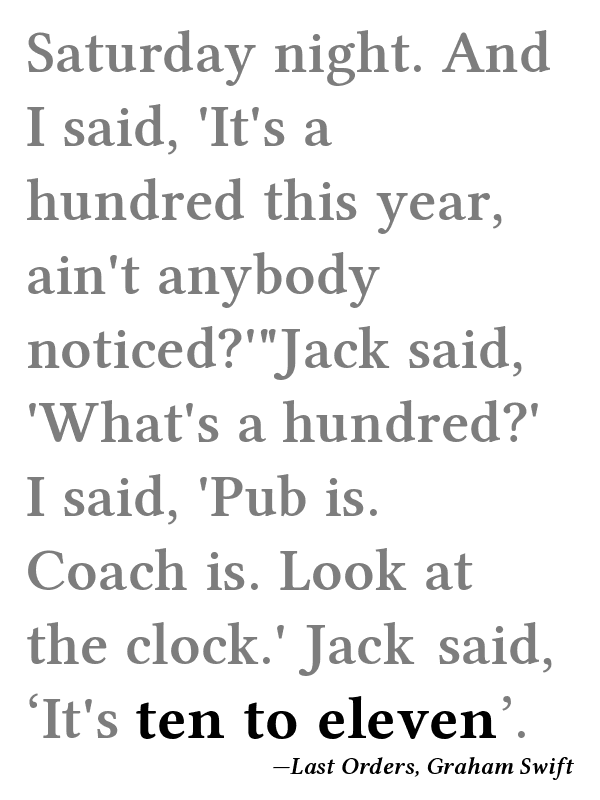 Saturday night. And
I said, 'It's a
hundred this year,
ain't anybody
noticed?'"Jack said,
'What's a hundred?'
I said, 'Pub is.
Coach is. Look at
the clock.' Jack said,
‘It's ten to eleven’.
—Last Orders, Graham Swift